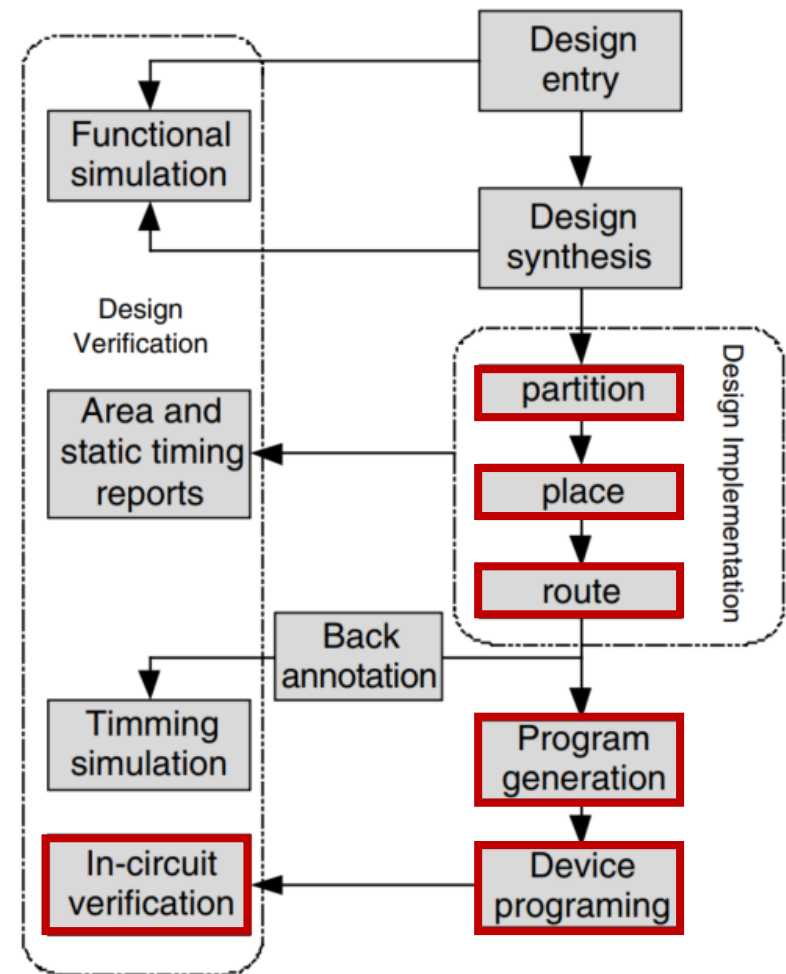 Design
entry
Functional
simulation
Design
synthesis
Design
Verification
partition
Design Implementation
Area and
static timing
reports
place
route
Back
annotation
Timming
simulation
Program
generation
In-circuit
verification
Device
programing